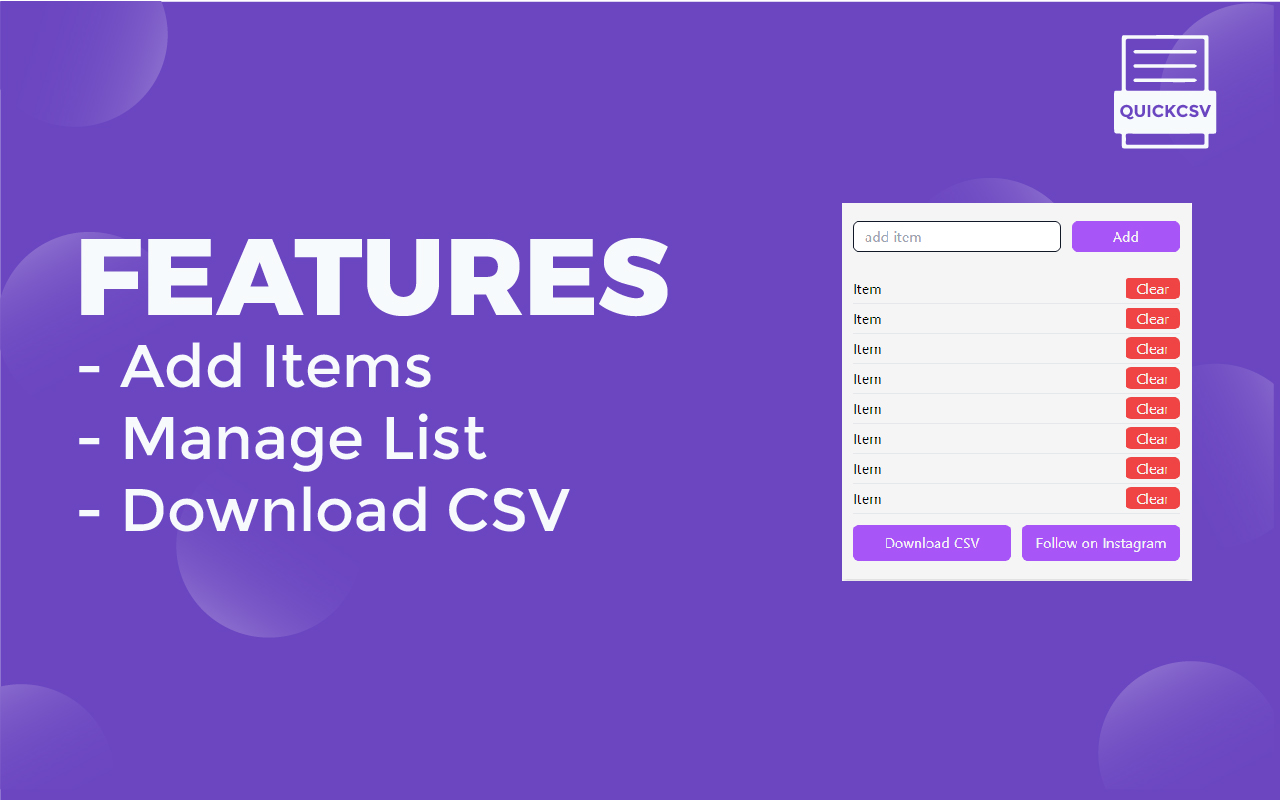 QUICKCSV
FEATURES
- Add Items
- Manage List
- Download CSV
add item Add
Item Clear
Item Clear
Item Clear
Item Clear
Item Clear
Item Clear
Item Clear
Item Clear
Download CSV Follow on Instagram